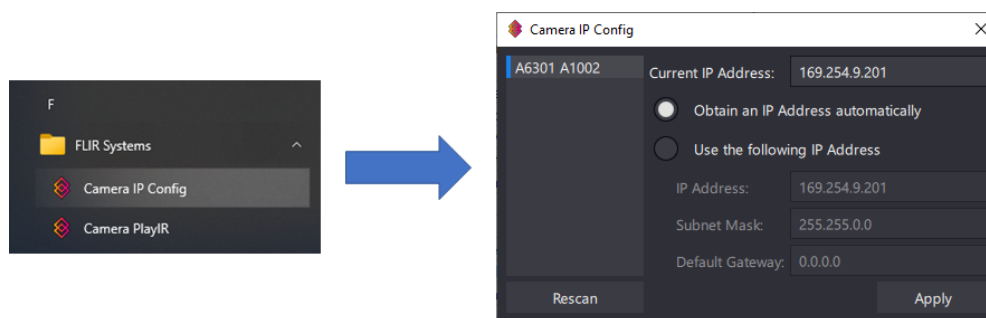 F
FLIR Systems
Camera IP Config
Camera PlayIR
Camera IP Config
A6301 A1002
Current IP Address: 169.254.9.201
Obtain an IP Address automatically
Use the following IP Address
IP Address: 169.254.9.201
Subnet Mask: 255.255.0.0
Default Gateway: 0.0.0.0
Rescan
Apply